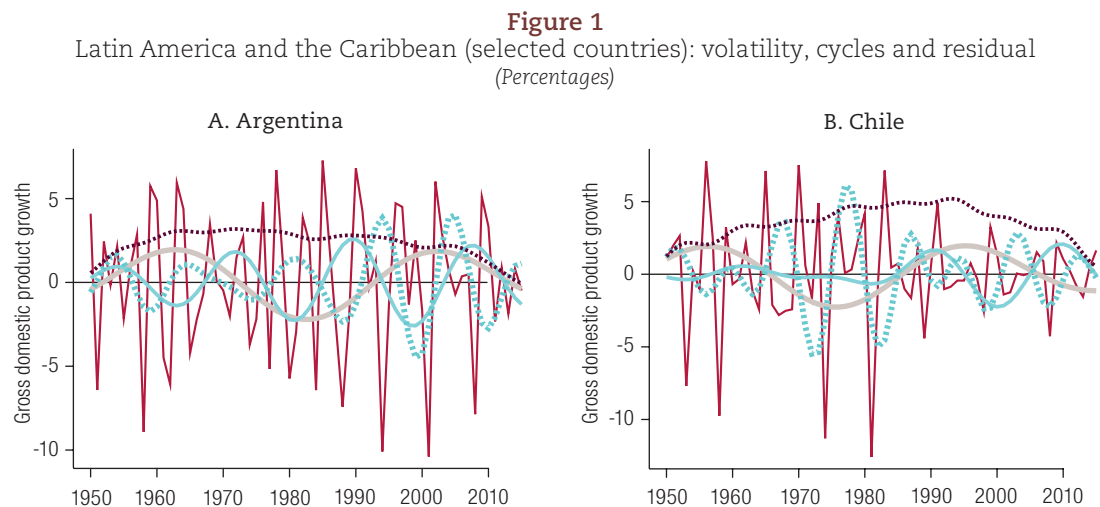 Figure 1
Latin America and the Caribbean (selected countries): volatility, cycles and residual
(Percentages)
A. Argentina
Gross domestic product growth
5
0
-5
-10
1950 1960 1970 1980 1990 2000 2010
B. Chile
Gross domestic product growth
5
0
-5
-10
1950 1960 1970 1980 1990 2000 2010